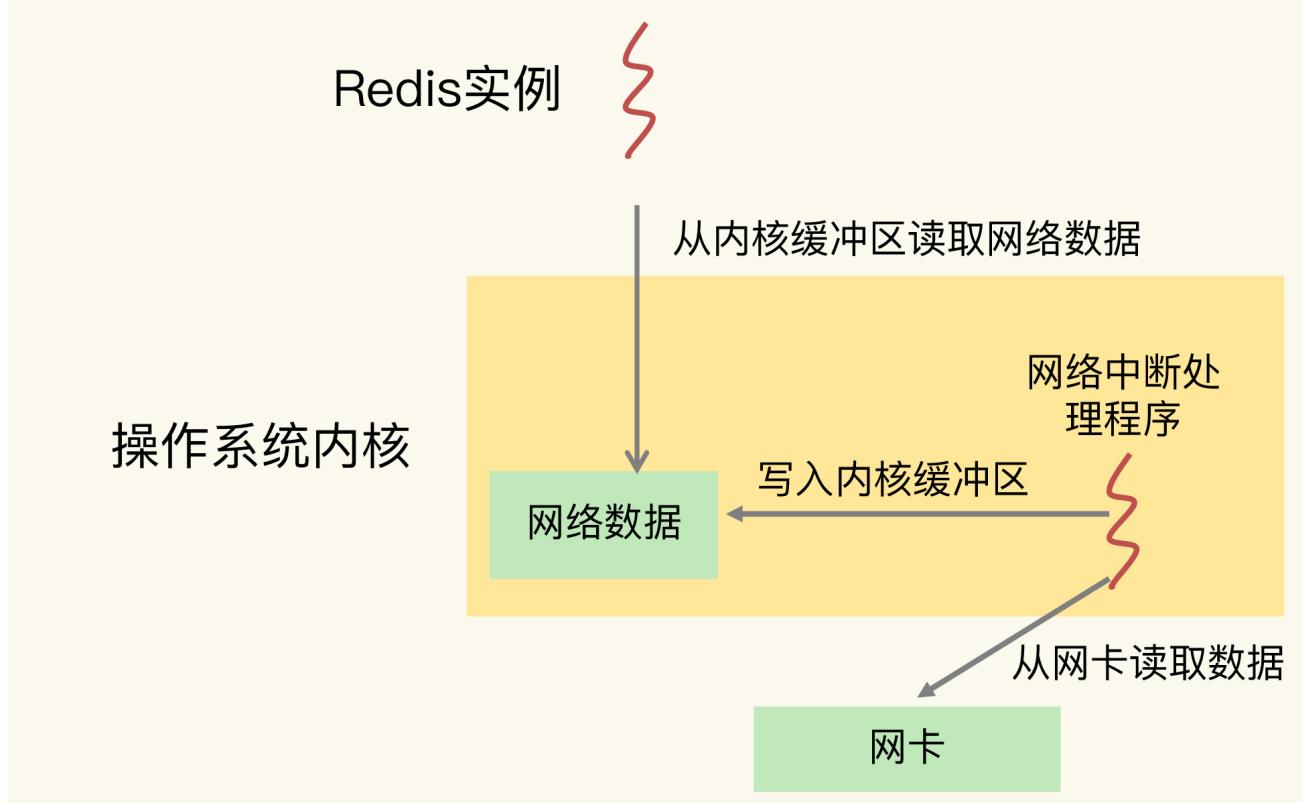 Redis实例
从内核缓冲区读取网络数据
网络中断处
理程序
操作系统内核
写入内核缓冲区
网络数据
从网卡读取数据
网卡